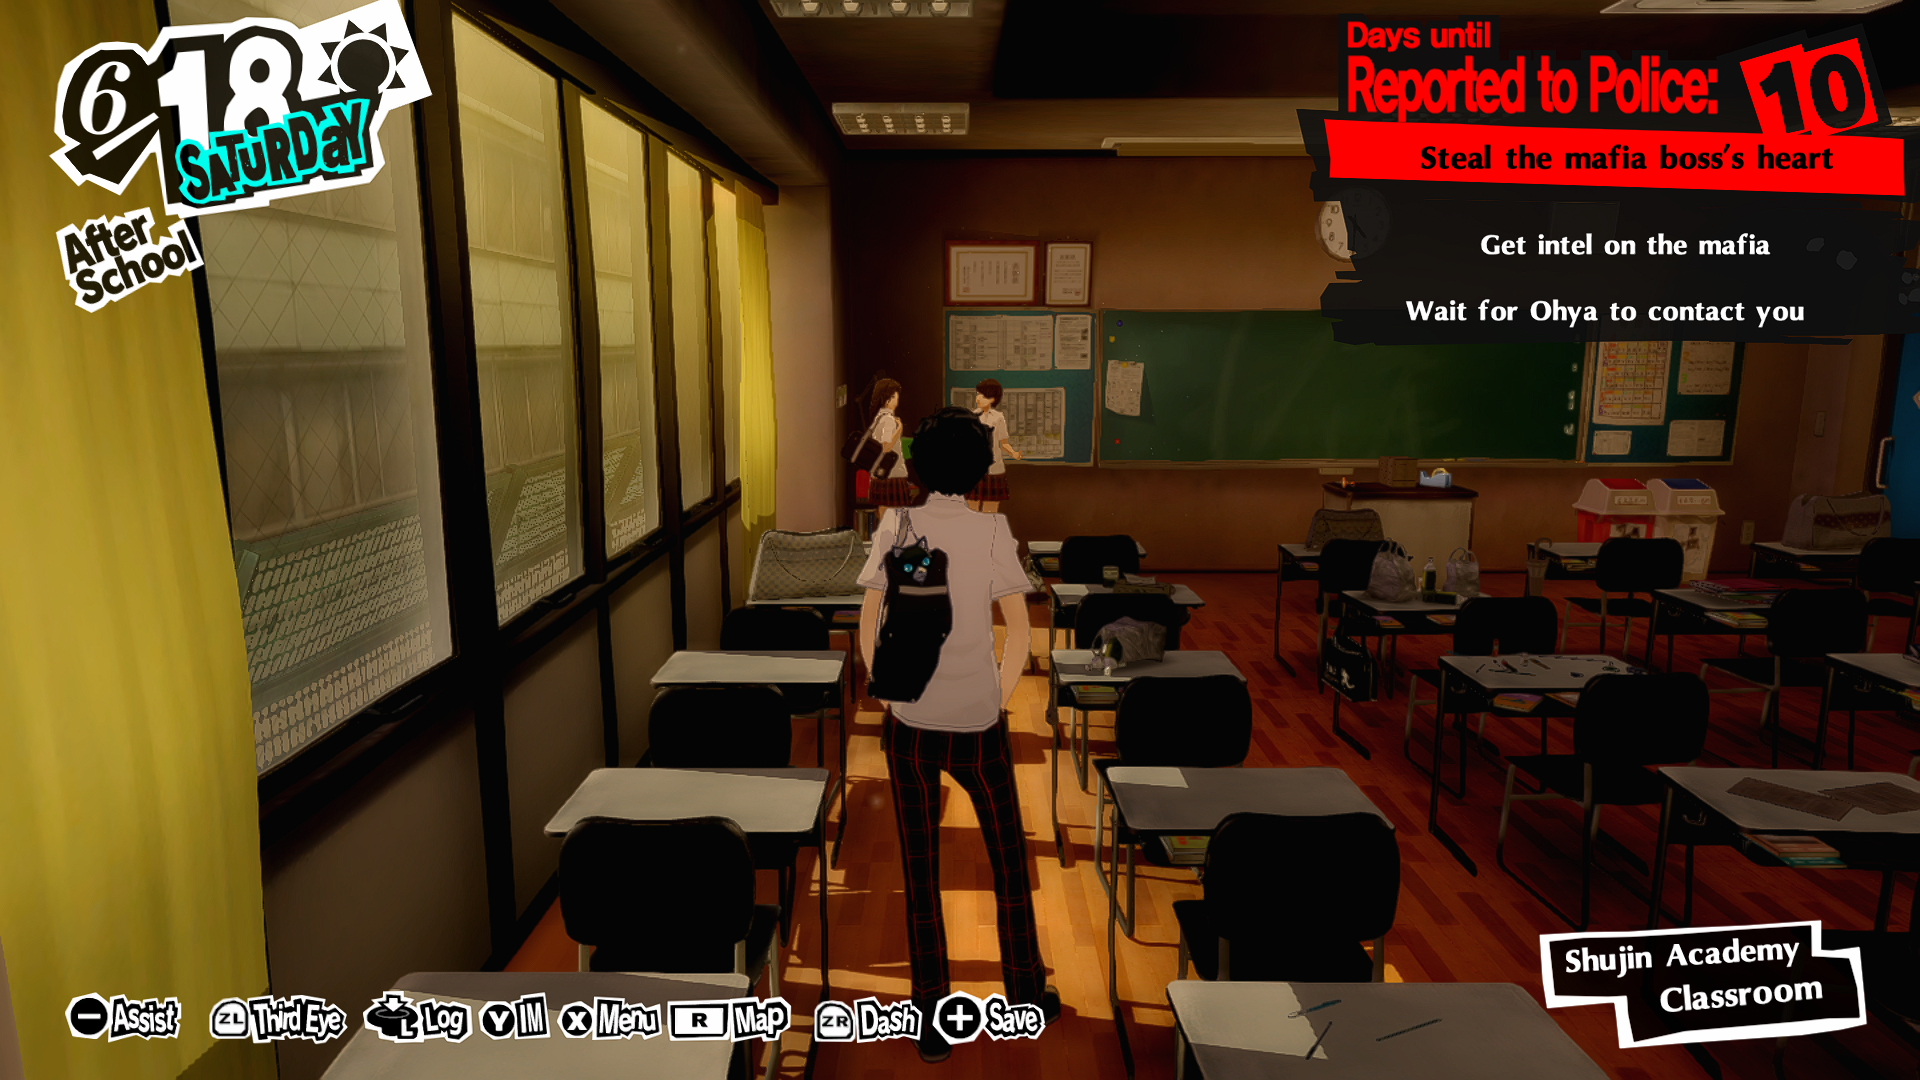 6/18
SATURDAY
After School
Days until
Reported to Police: 10
Steal the mafia boss's heart
Get intel on the mafia
Wait for Ohya to contact you
Shujin Academy
Classroom
− Assist ZL Third Eye L Log Y IM X Menu R Map ZR Dash + Save